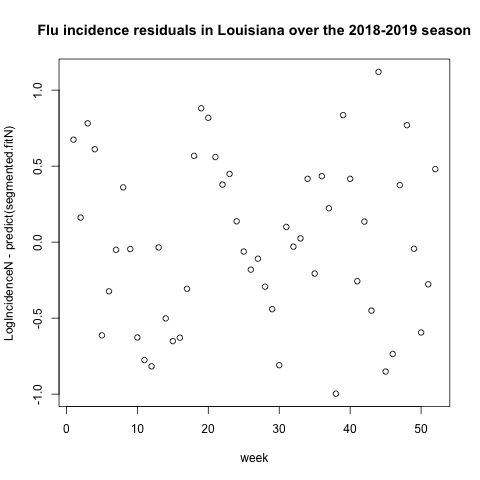 Flu incidence residuals in Louisiana over the 2018-2019 season
LogIncidenceN - predict(segmented.fitN)
1.0
0.5
0.0
-0.5
-1.0
0 10 20 30 40 50
week